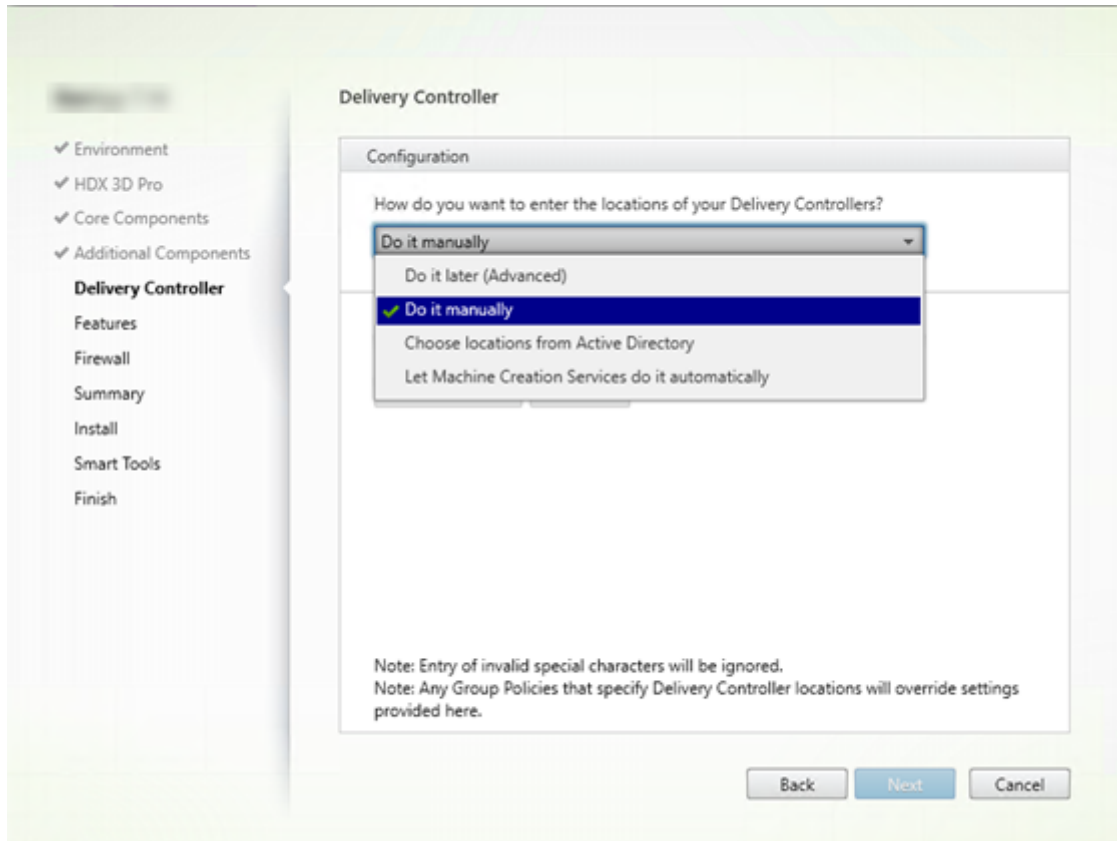 Delivery Controller
Environment
HDX 3D Pro
Core Components
Additional Components
Delivery Controller
Features
Firewall
Summary
Install
Smart Tools
Finish
Configuration
How do you want to enter the locations of your Delivery Controllers?
Do it manually
Do it later (Advanced)
Do it manually
Choose locations from Active Directory
Let Machine Creation Services do it automatically
Note: Entry of invalid special characters will be ignored.
Note: Any Group Policies that specify Delivery Controller locations will override settings
provided here.
Back
Next
Cancel